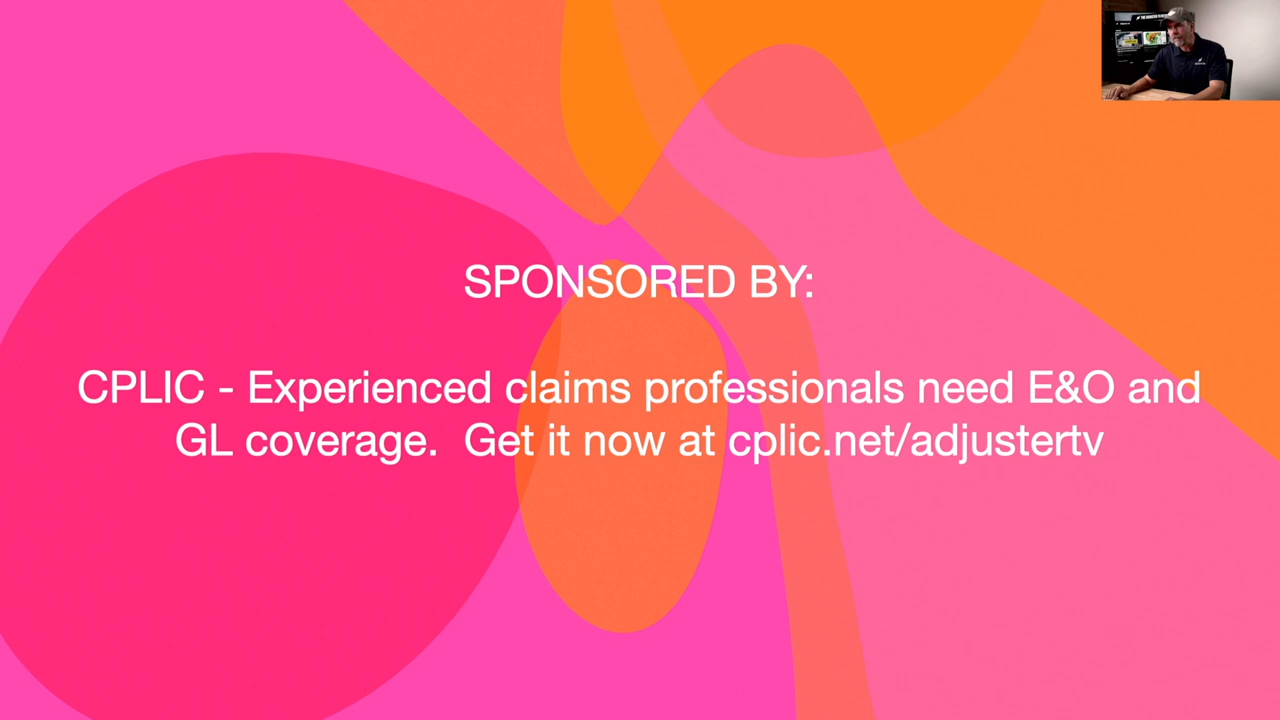 SPONSORED BY:
CPLIC - Experienced claims professionals need E&O and
GL coverage.  Get it now at cplic.net/adjustertv